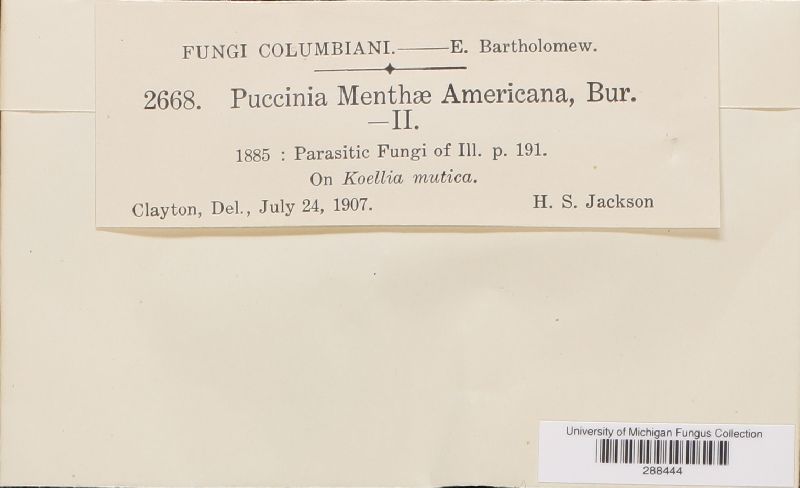 FUNGI COLUMBIANI.——E. Bartholomew.
2668. Puccinia Menthæ Americana, Bur.
—II.
1885 : Parasitic Fungi of Ill. p. 191.
On Koellia mutica.
Clayton, Del., July 24, 1907. H. S. Jackson
University of Michigan Fungus Collection
288444